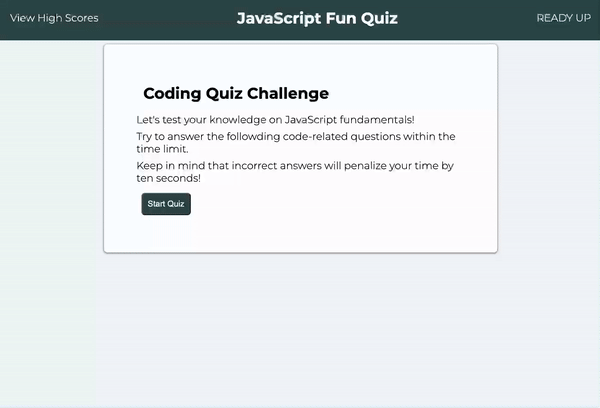 View High Scores
JavaScript Fun Quiz
READY UP
Coding Quiz Challenge
Let's test your knowledge on JavaScript fundamentals!
Try to answer the followding code-related questions within the
time limit.
Keep in mind that incorrect answers will penalize your time by
ten seconds!
Start Quiz